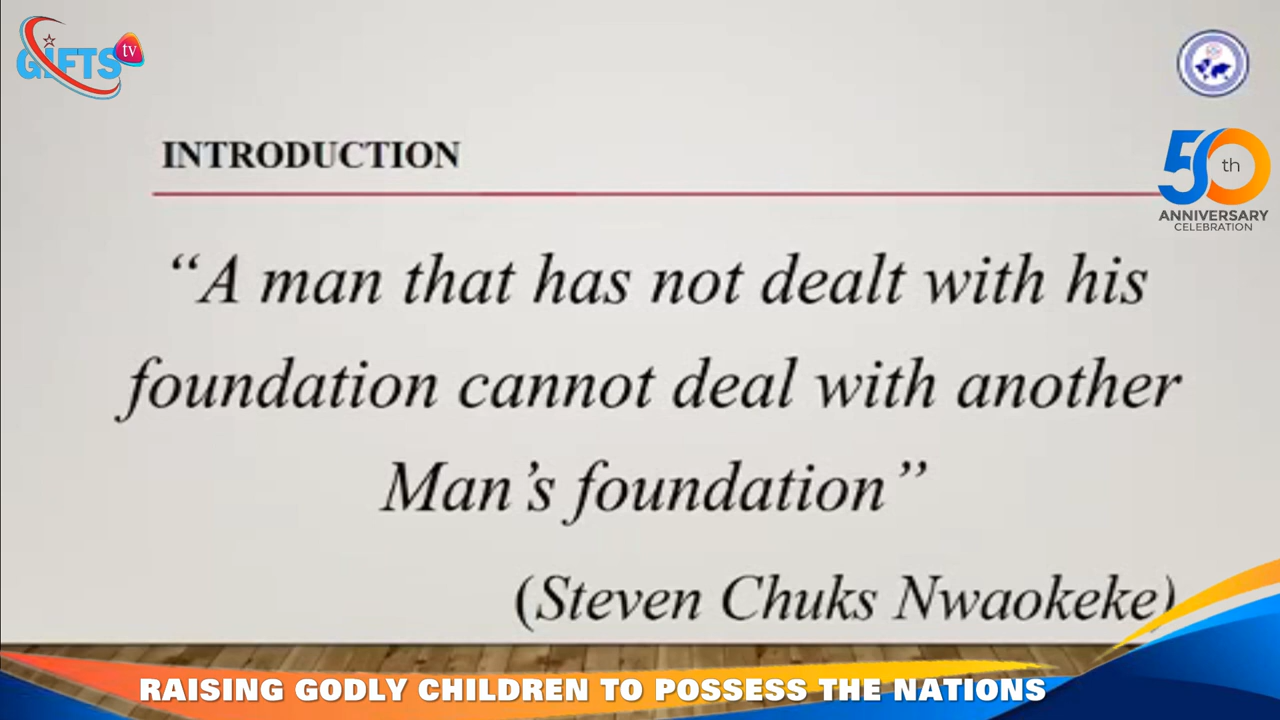 GIFTS tv
INTRODUCTION
50 th
ANNIVERSARY
CELEBRATION
“A man that has not dealt with his
foundation cannot deal with another
Man’s foundation”
(Steven Chuks Nwaokeke)
RAISING GODLY CHILDREN TO POSSESS THE NATIONS